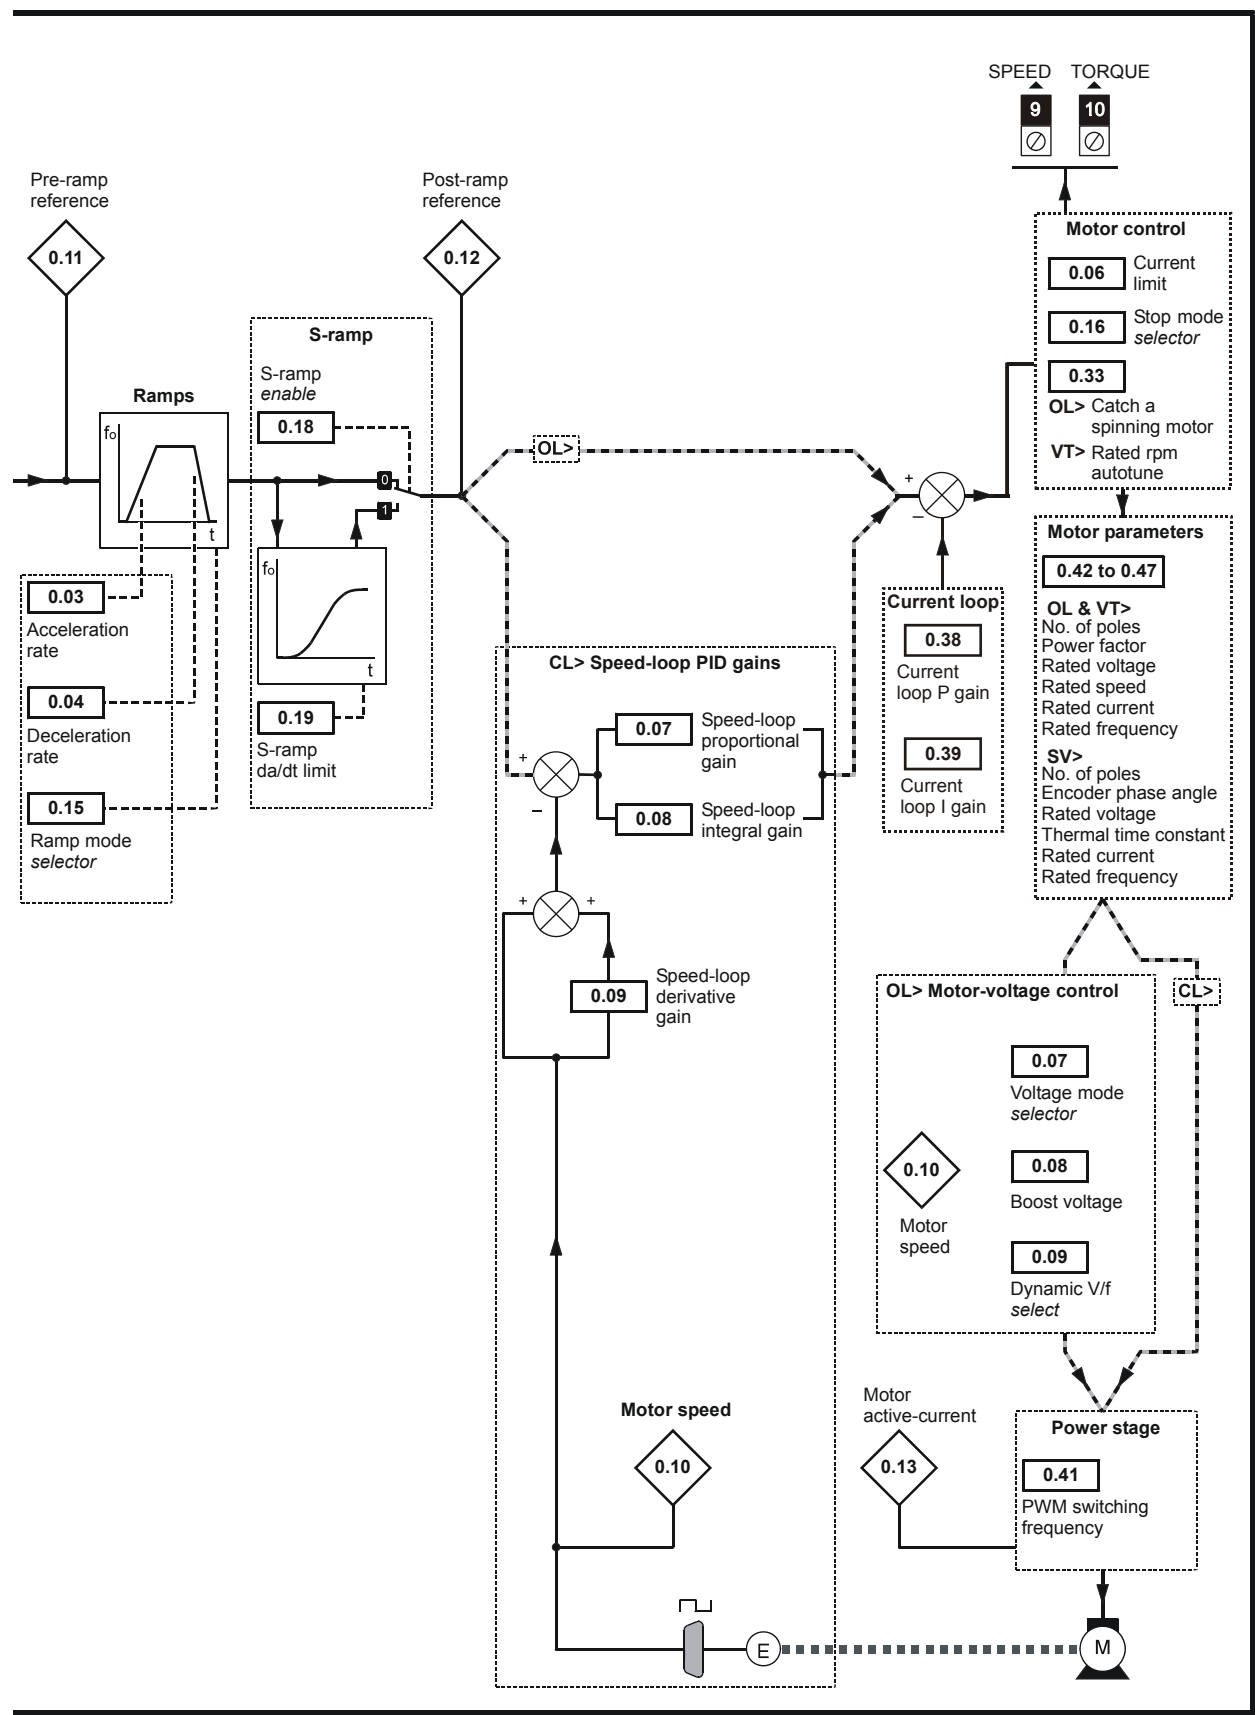 SPEED TORQUE
9 10
Pre-ramp
reference
0.11
Post-ramp
reference
0.12
Motor control
0.06
Current
limit
0.16
Stop mode
selector
0.33
OL> Catch a
spinning motor
VT> Rated rpm
autotune
Ramps
fo
t
S-ramp
S-ramp
enable
0.18
0
1
fo
t
0.19
S-ramp
da/dt limit
0.03
Acceleration
rate
0.04
Deceleration
rate
0.15
Ramp mode
selector
OL>
+
−
Current loop
0.38
Current
loop P gain
0.39
Current
loop I gain
Motor parameters
0.42 to 0.47
OL & VT>
No. of poles
Power factor
Rated voltage
Rated speed
Rated current
Rated frequency
SV>
No. of poles
Encoder phase angle
Rated voltage
Thermal time constant
Rated current
Rated frequency
CL> Speed-loop PID gains
0.07
Speed-loop
proportional
gain
+
−
0.08
Speed-loop
integral gain
+ +
0.09
Speed-loop
derivative
gain
OL> Motor-voltage control
CL>
0.07
Voltage mode
selector
0.10
Motor
speed
0.08
Boost voltage
0.09
Dynamic V/f
select
Motor speed
0.10
Motor
active-current
0.13
Power stage
0.41
PWM switching
frequency
E
M